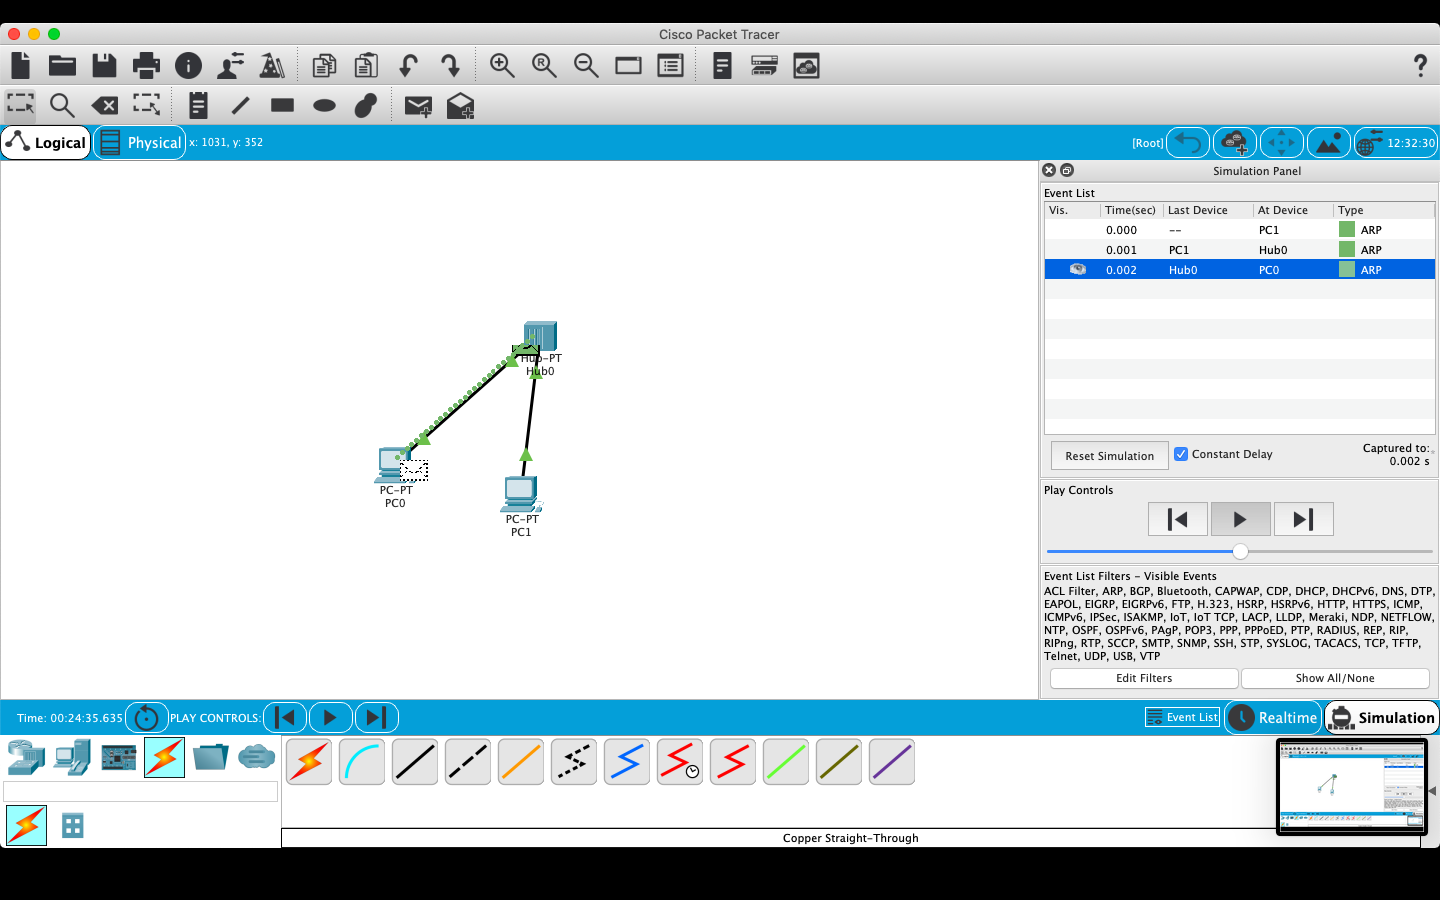 Cisco Packet Tracer
Logical
Physical
x: 1031, y: 352
[Root]
12:32:30
Simulation Panel
Event List
Vis. Time(sec) Last Device At Device Type
0.000 -- PC1 ARP
0.001 PC1 Hub0 ARP
0.002 Hub0 PC0 ARP
Hub-PT
Hub0
PC-PT
PC0
PC-PT
PC1
Reset Simulation
Constant Delay
Captured to:
0.002 s
Play Controls
Event List Filters - Visible Events
ACL Filter, ARP, BGP, Bluetooth, CAPWAP, CDP, DHCP, DHCPv6, DNS, DTP,
EAPOL, EIGRP, EIGRPv6, FTP, H.323, HSRP, HSRPv6, HTTP, HTTPS, ICMP,
ICMPv6, IPSec, ISAKMP, IoT, IoT TCP, LACP, LLDP, Meraki, NDP, NETFLOW,
NTP, OSPF, OSPFv6, PAgP, POP3, PPP, PPPoED, PTP, RADIUS, REP, RIP,
RIPng, RTP, SCCP, SMTP, SNMP, SSH, STP, SYSLOG, TACACS, TCP, TFTP,
Telnet, UDP, USB, VTP
Edit Filters
Show All/None
Time: 00:24:35.635
PLAY CONTROLS:
Event List
Realtime
Simulation
Copper Straight-Through